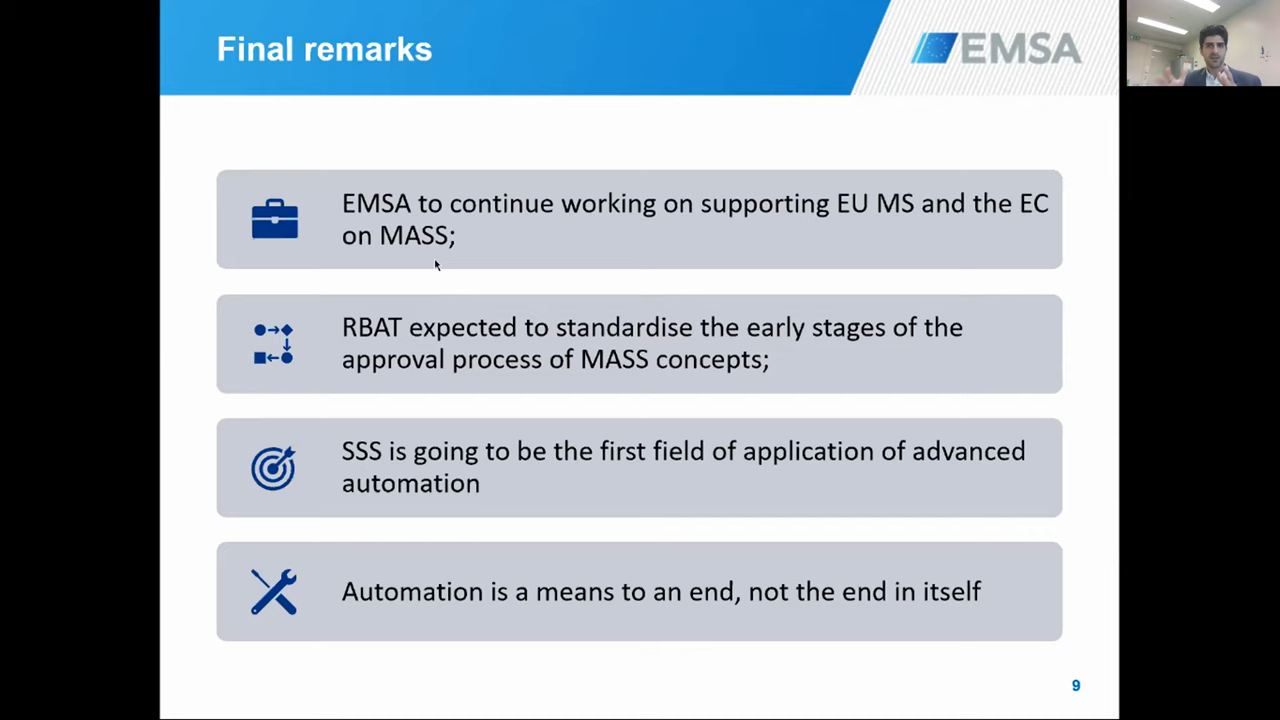 Final remarks
EMSA
EMSA to continue working on supporting EU MS and the EC
on MASS;
RBAT expected to standardise the early stages of the
approval process of MASS concepts;
SSS is going to be the first field of application of advanced
automation
Automation is a means to an end, not the end in itself
9